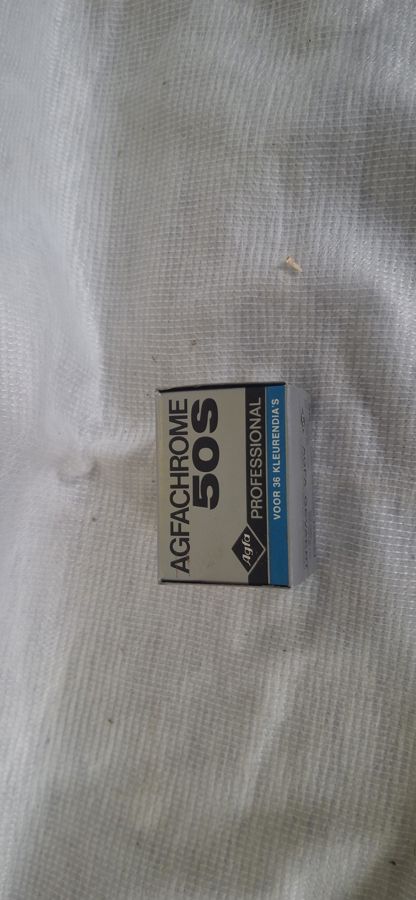 AGFACHROME
50S
Agfa
PROFESSIONAL
VOOR 36 KLEURENDIA'S